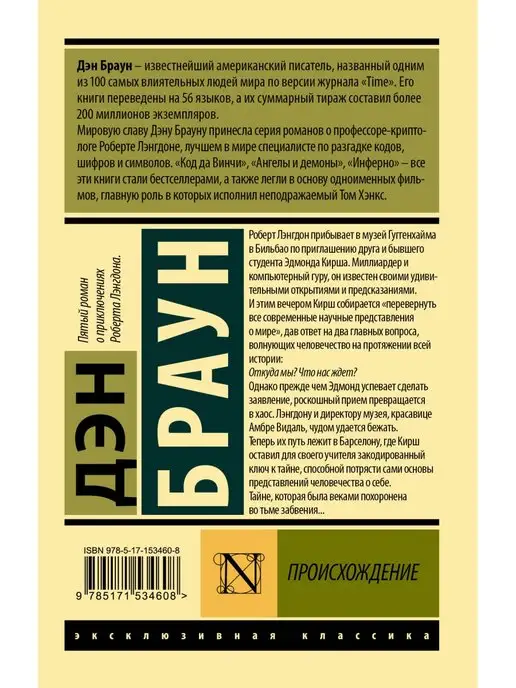 Дэн Браун – известнейший американский писатель, названный одним
из 100 самых влиятельных людей мира по версии журнала «Time». Его
книги переведены на 56 языков, а их суммарный тираж составил более
200 миллионов экземпляров.
Мировую славу Дэну Брауну принесла серия романов о профессоре-крипто-
логе Роберте Лэнгдоне, лучшем в мире специалисте по разгадке кодов,
шифров и символов. «Код да Винчи», «Ангелы и демоны», «Инферно» – все
эти книги стали бестселлерами, а также легли в основу одноименных филь-
мов, главную роль в которых исполнил неподражаемый Том Хэнкс.
Пятый роман
о приключениях
Роберта Лэнгдона.
ДЭН
БРАУН
Роберт Лэнгдон прибывает в музей Гуггенхайма
в Бильбао по приглашению друга и бывшего
студента Эдмонда Кирша. Миллиардер и
компьютерный гуру, он известен своими удиви-
тельными открытиями и предсказаниями.
И этим вечером Кирш собирается «перевернуть
все современные научные представления
о мире», дав ответ на два главных вопроса,
волнующих человечество на протяжении всей
истории:
Откуда мы? Что нас ждет?
Однако прежде чем Эдмонд успевает сделать
заявление, роскошный прием превращается
в хаос. Лэнгдону и директору музея, красавице
Амбре Видаль, чудом удается бежать.
Теперь их путь лежит в Барселону, где Кирш
оставил для своего учителя закодированный
ключ к тайне, способной потрясти сами основы
представлений человечества о себе.
Тайне, которая была веками похоронена
во тьме забвения...
ISBN 978-5-17-153460-8
9 785171 534608 >
N
ПРОИСХОЖДЕНИЕ
эксклюзивная классика